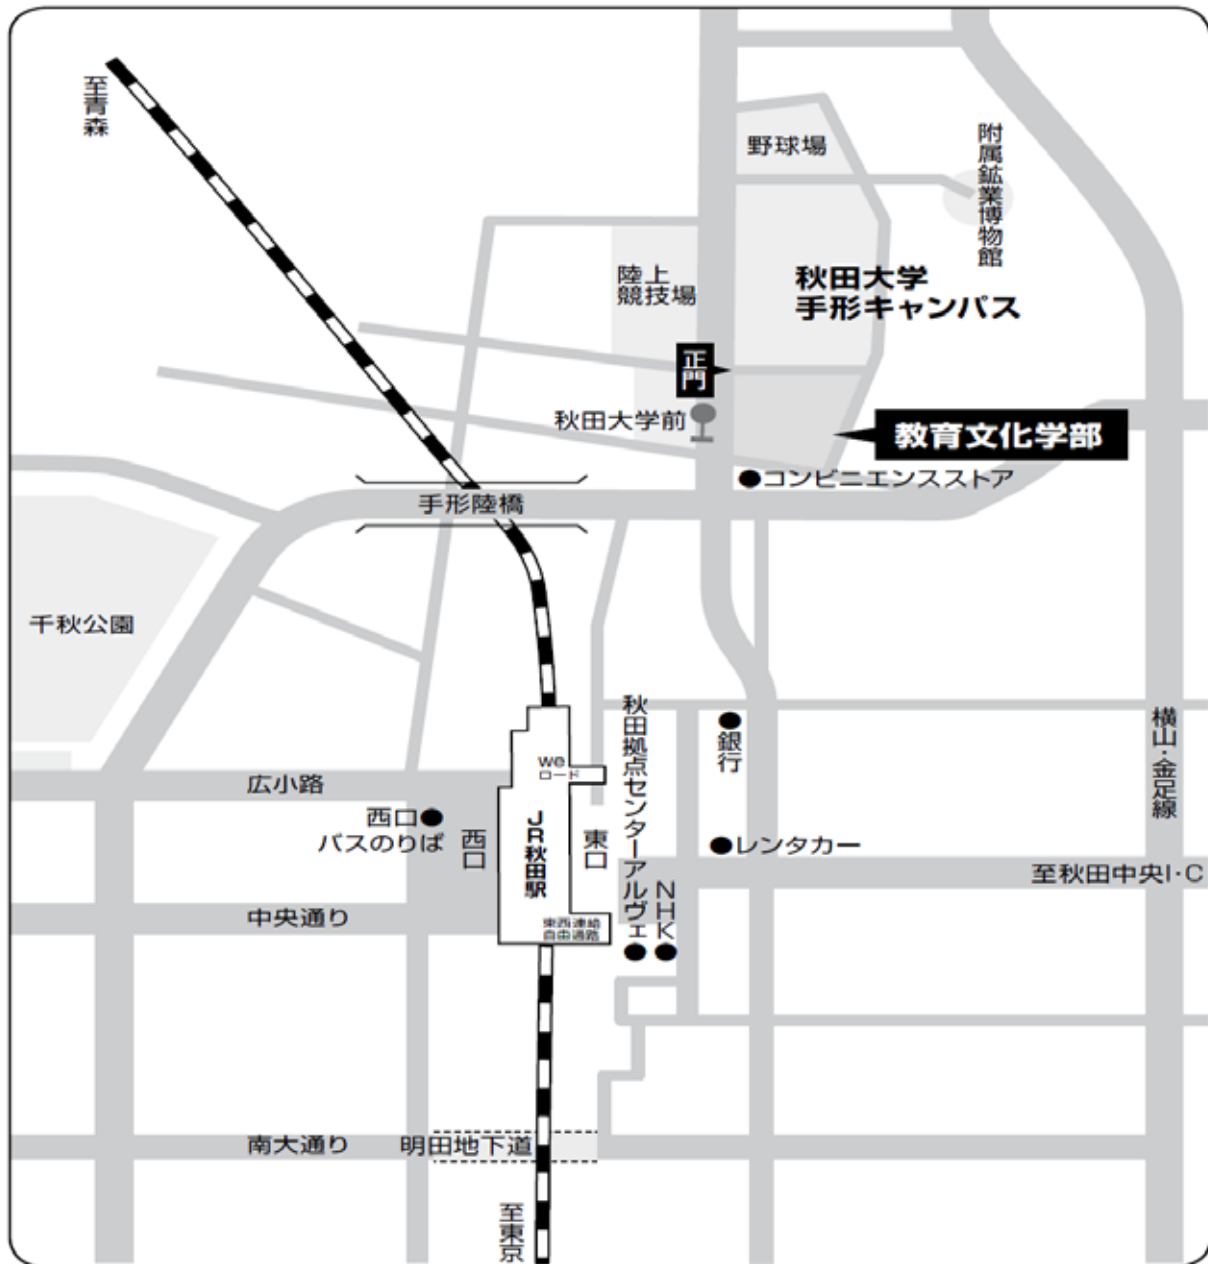 至青森
野球場
附属鉱業博物館
陸上
競技場
秋田大学
手形キャンパス
正門
秋田大学前
教育文化学部
コンビニエンスストア
手形陸橋
千秋公園
秋田拠点センターアルヴェ
銀行
横山・金足線
we
ロード
広小路
西口
バスのりば
西口
JR秋田駅
東口
レンタカー
至秋田中央I・C
NHK
中央通り
東西連絡
自由通路
南大通り
明田地下道
至東京